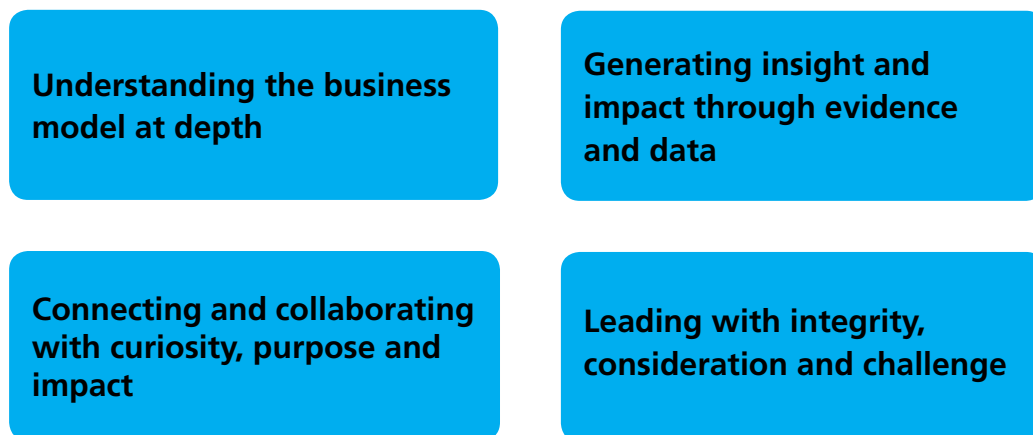 Understanding the business
model at depth
Generating insight and
impact through evidence
and data
Connecting and collaborating
with curiosity, purpose and
impact
Leading with integrity,
consideration and challenge